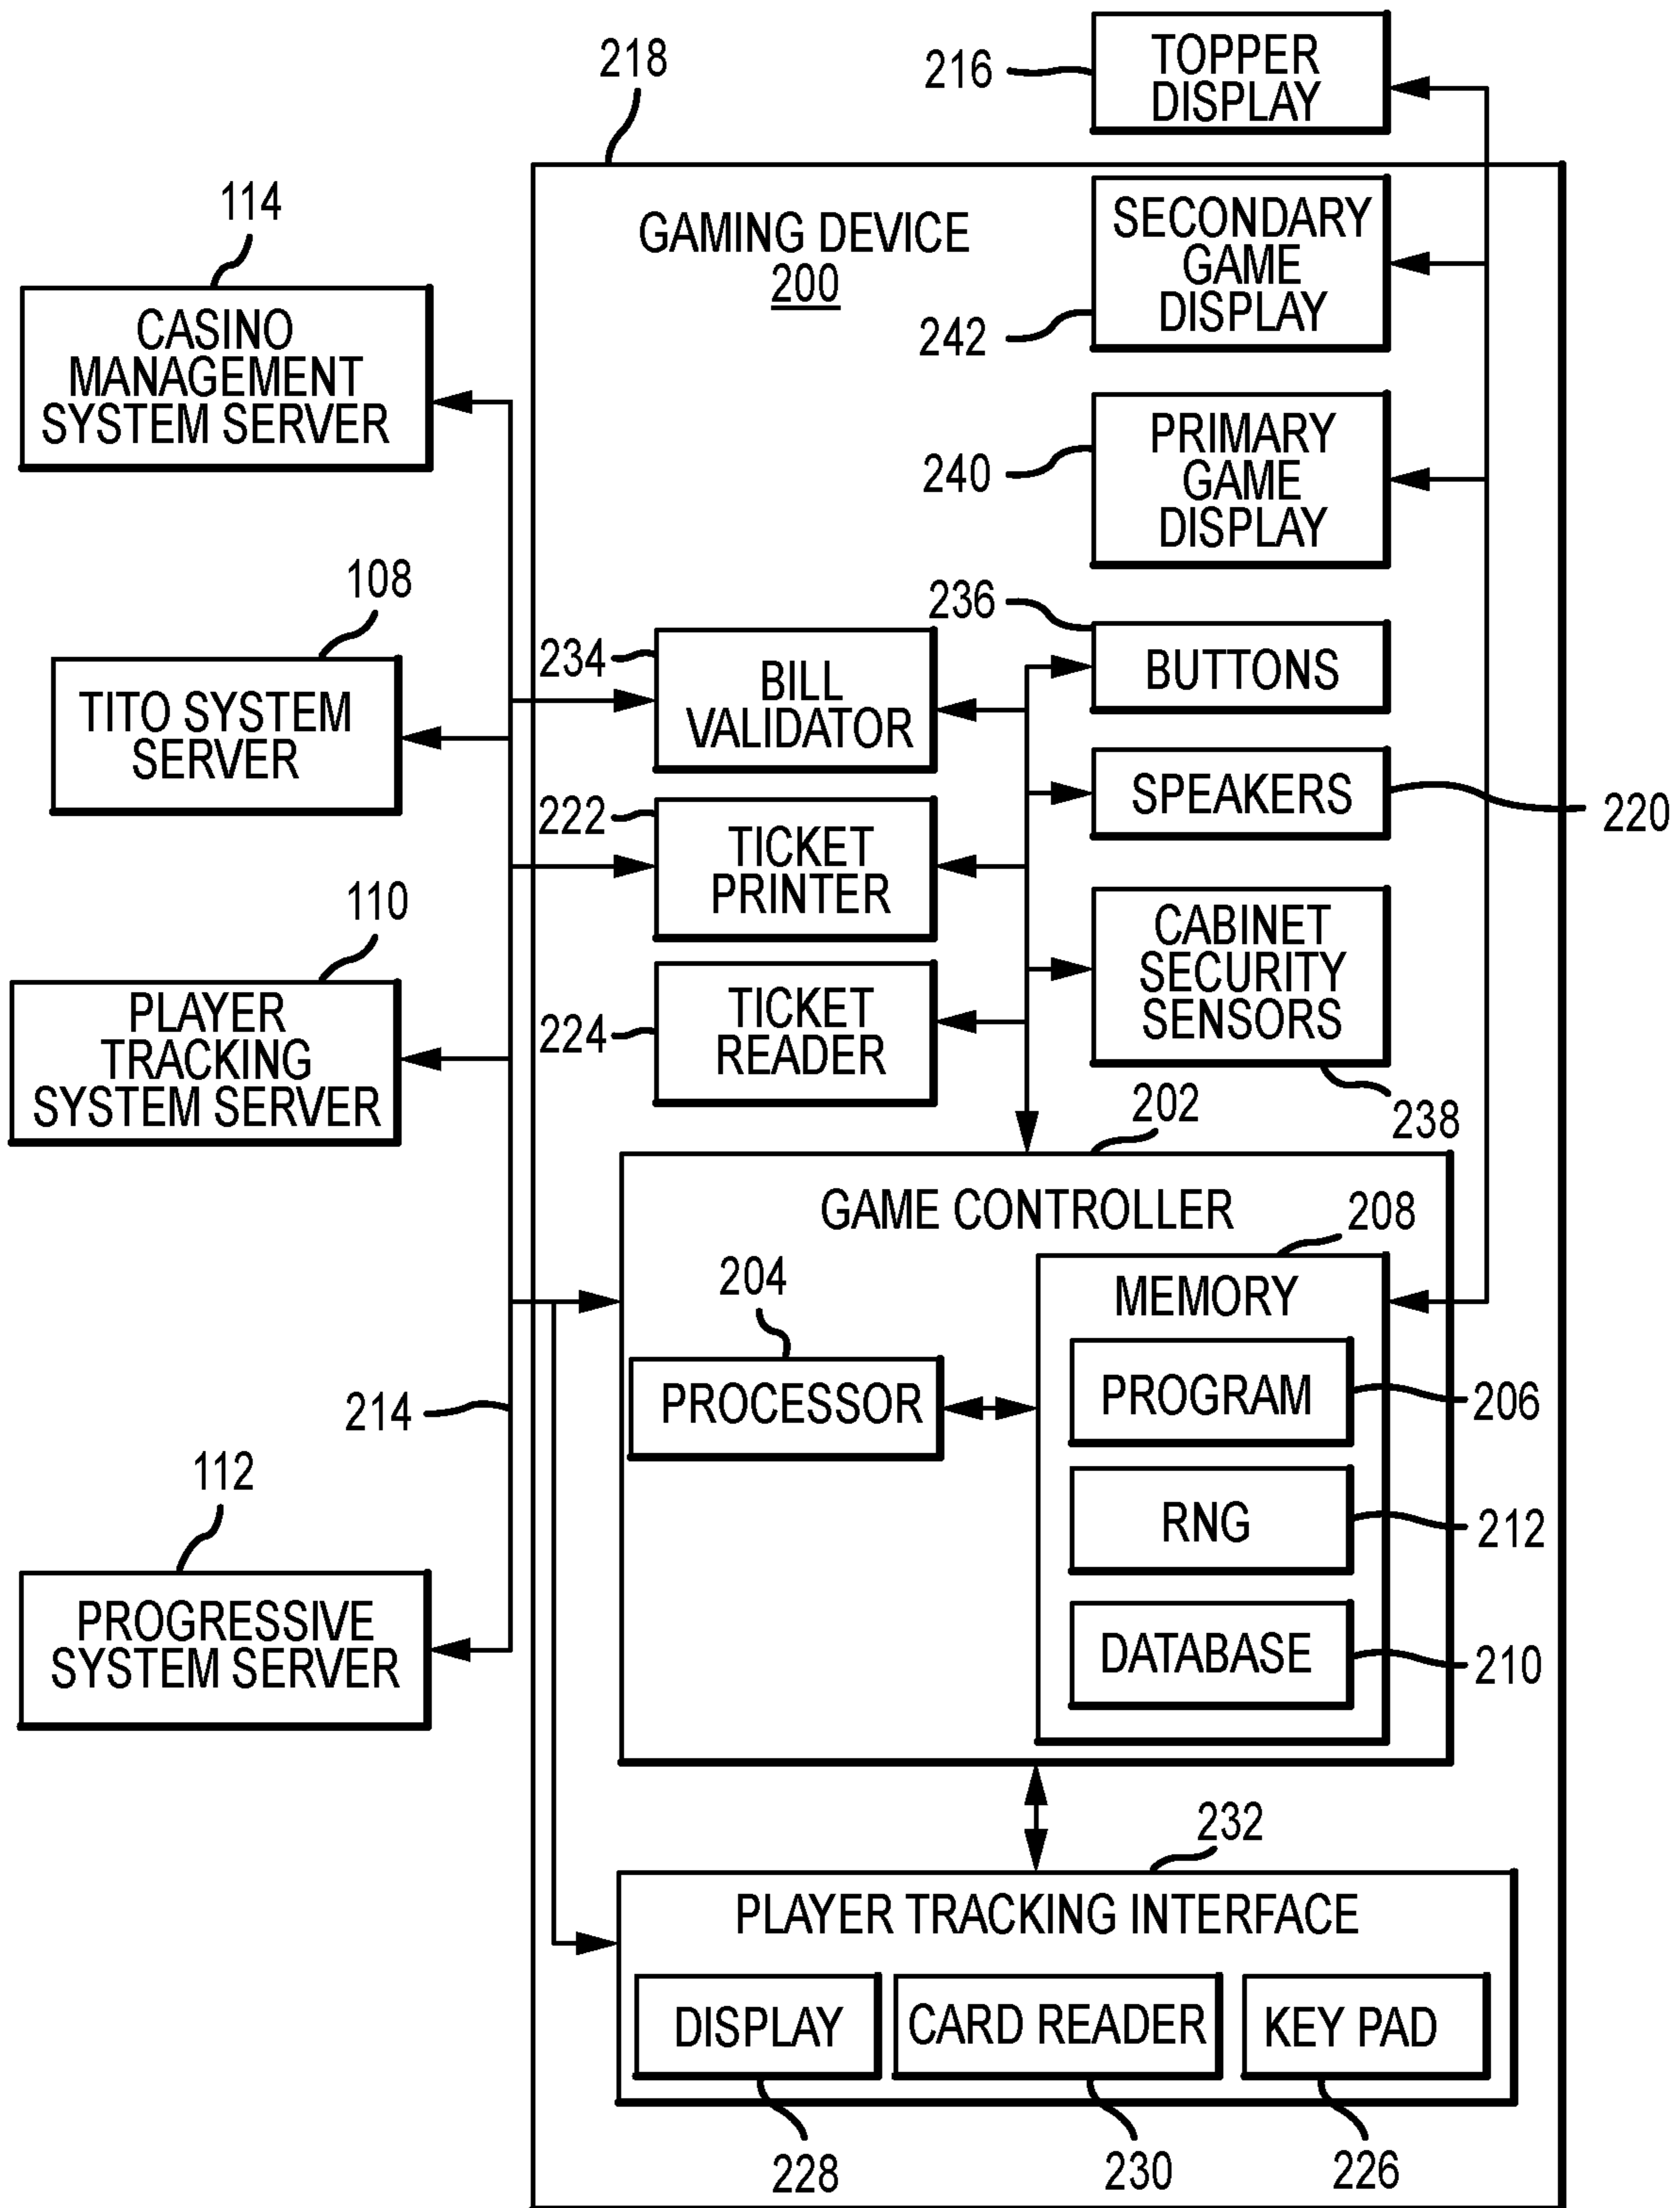 216
TOPPER
DISPLAY
218
114
GAMING DEVICE
200
SECONDARY
GAME
DISPLAY
242
CASINO
MANAGEMENT
SYSTEM SERVER
240
PRIMARY
GAME
DISPLAY
108
236
BUTTONS
234
BILL
VALIDATOR
TITO SYSTEM
SERVER
SPEAKERS
220
222
TICKET
PRINTER
110
CABINET
SECURITY
SENSORS
238
224
TICKET
READER
PLAYER
TRACKING
SYSTEM SERVER
202
GAME CONTROLLER
208
204
MEMORY
PROCESSOR
PROGRAM
206
214
112
RNG
212
PROGRESSIVE
SYSTEM SERVER
DATABASE
210
232
PLAYER TRACKING INTERFACE
DISPLAY
CARD READER
KEY PAD
228
230
226